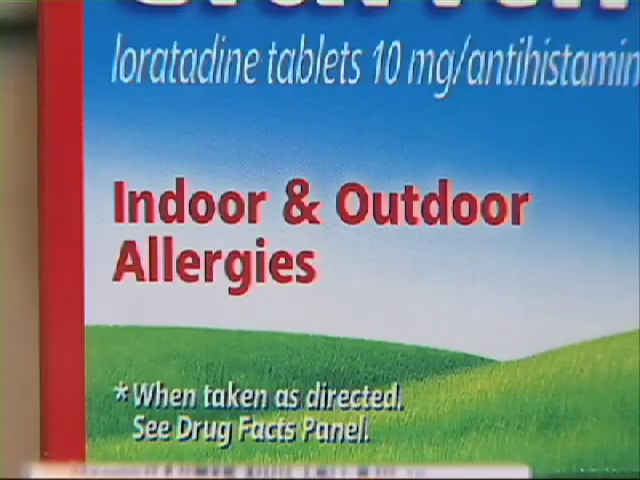 loratadine tablets 10 mg/antihistamin
Indoor & Outdoor
Allergies
*When taken as directed.
See Drug Facts Panel.